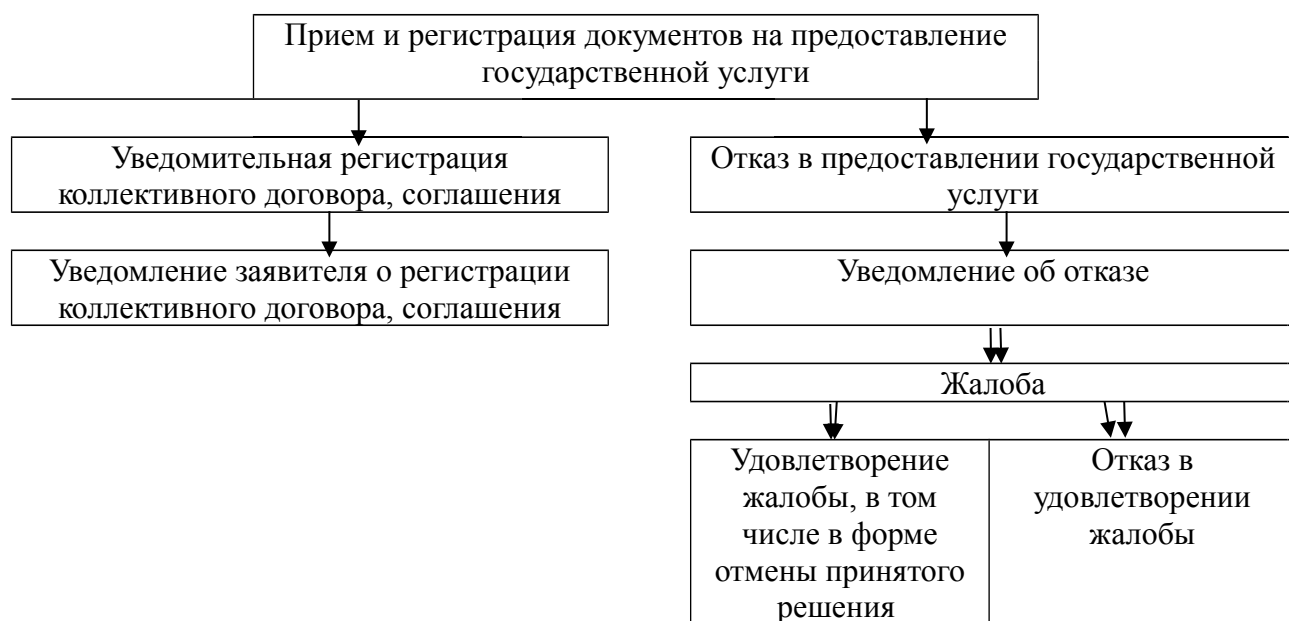 Прием и регистрация документов на предоставление
государственной услуги
Уведомительная регистрация
коллективного договора, соглашения
Отказ в предоставлении государственной
услуги
Уведомление заявителя о регистрации
коллективного договора, соглашения
Уведомление об отказе
Жалоба
Удовлетворение
жалобы, в том
числе в форме
отмены принятого
решения
Отказ в
удовлетворении
жалобы